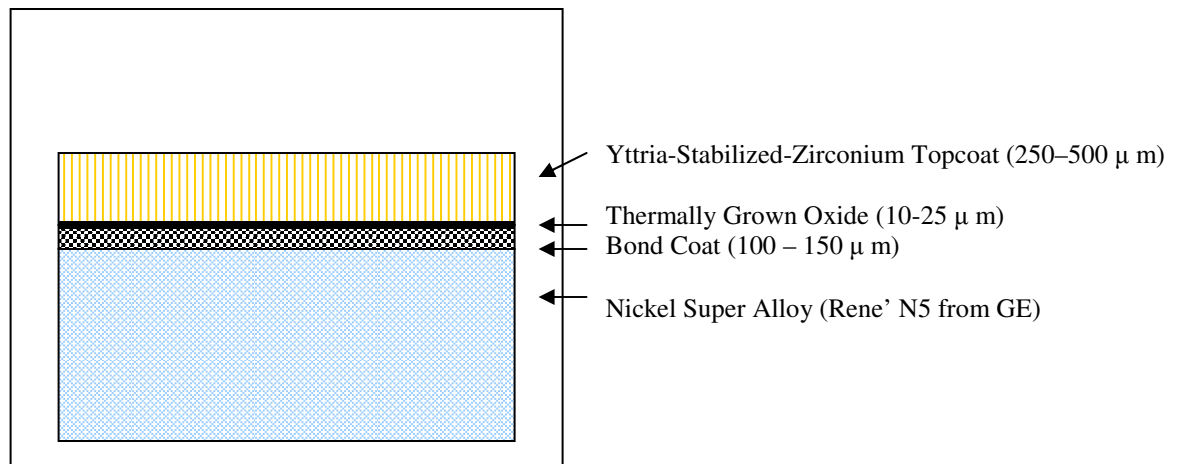 Yttria-Stabilized-Zirconium Topcoat (250–500 μ m)
Thermally Grown Oxide (10-25 μ m)
Bond Coat (100 – 150 μ m)
Nickel Super Alloy (Rene’ N5 from GE)